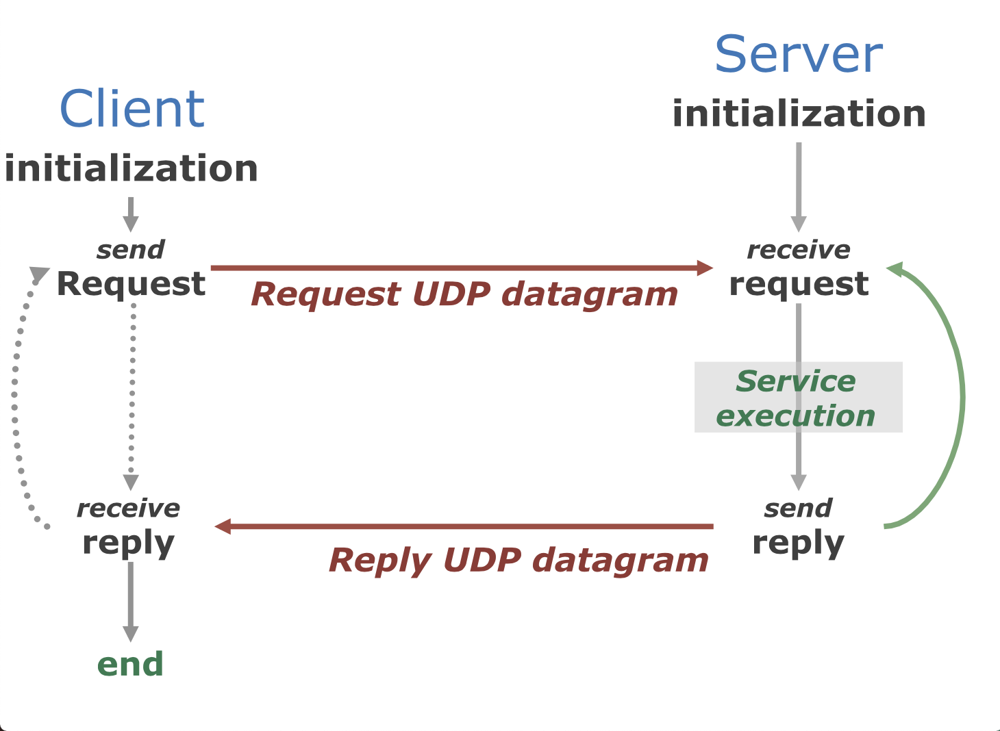 Server
initialization
Client
initialization
send
Request
Request UDP datagram
receive
request
Service
execution
receive
reply
Reply UDP datagram
send
reply
end